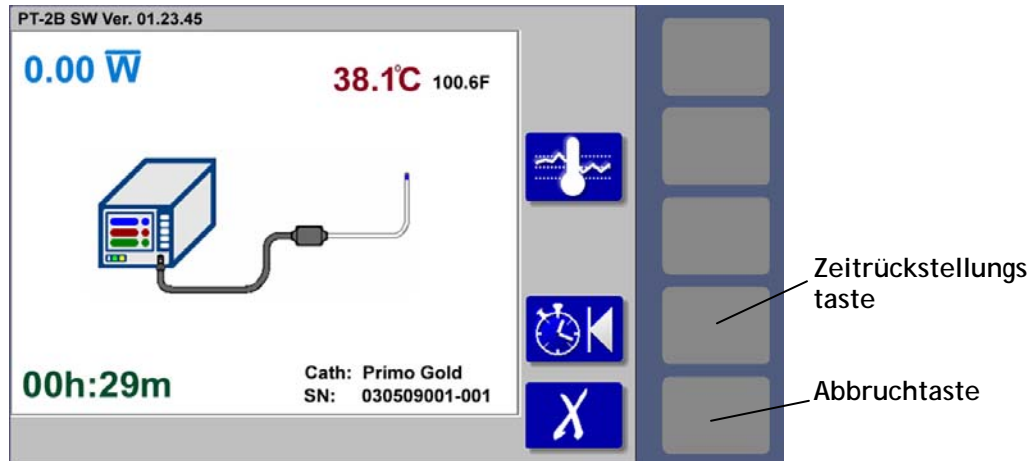 PT-2B SW Ver. 01.23.45
0.00 W̅
38.1°C 100.6F
00h:29m
Cath: Primo Gold
SN: 030509001-001
Zeitrückstellungs
taste
Abbruchtaste